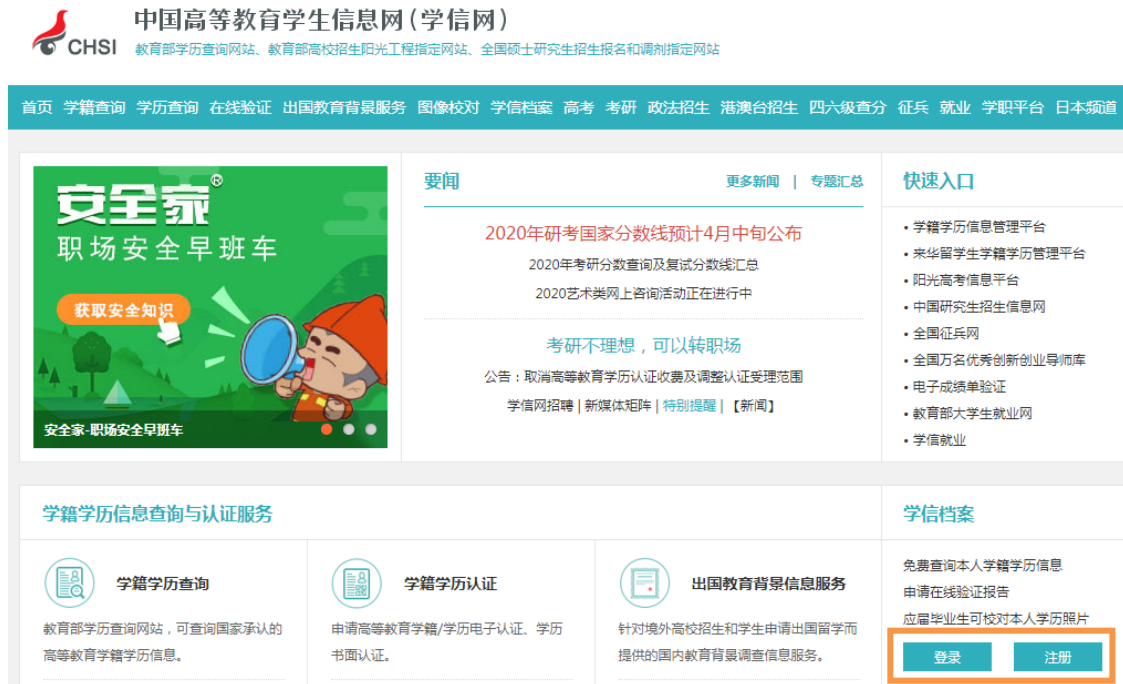 中国高等教育学生信息网(学信网)
CHSI
教育部学历查询网站、教育部高校招生阳光工程指定网站、全国硕士研究生招生报名和调剂指定网站
首页 学籍查询 学历查询 在线验证 出国教育背景服务 图像校对 学信档案 高考 考研 政法招生 港澳台招生 四六级查分 征兵 就业 学职平台 日本频道
安全家®
职场安全早班车
获取安全知识
安全家-职场安全早班车
要闻
更多新闻 | 专题汇总
2020年研考国家分数线预计4月中旬公布
2020年考研分数查询及复试分数线汇总
2020艺术类网上咨询活动正在进行中
考研不理想，可以转职场
公告：取消高等教育学历认证收费及调整认证受理范围
学信网招聘 | 新媒体矩阵 | 特别提醒 | 【新闻】
快速入口
• 学籍学历信息管理平台
• 来华留学生学籍学历管理平台
• 阳光高考信息平台
• 中国研究生招生信息网
• 全国征兵网
• 全国万名优秀创新创业导师库
• 电子成绩单验证
• 教育部大学生就业网
• 学信就业
学籍学历信息查询与认证服务
学籍学历查询
教育部学历查询网站，可查询国家承认的
高等教育学籍学历信息。
学籍学历认证
申请高等教育学籍/学历电子认证、学历
书面认证。
出国教育背景信息服务
针对境外高校招生和学生申请出国留学而
提供的国内教育背景调查信息服务。
学信档案
免费查询本人学籍学历信息
申请在线验证报告
应届毕业生可校对本人学历照片
登录
注册